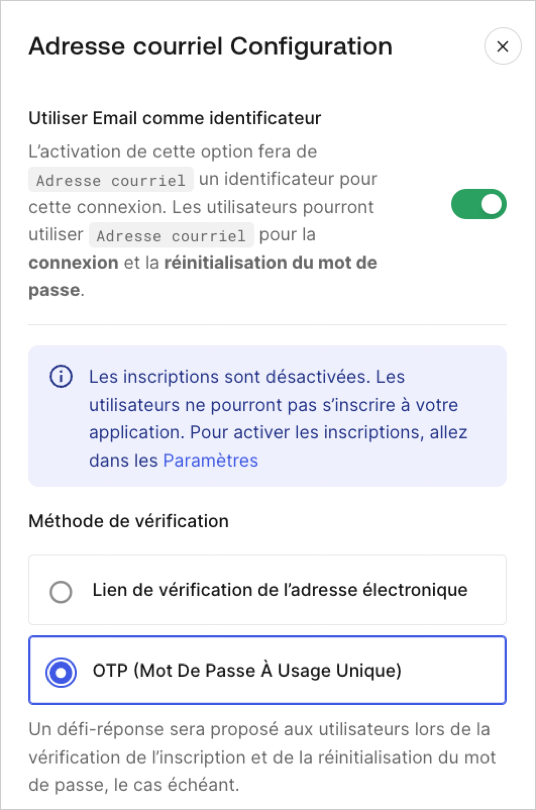 Adresse courriel Configuration
Utiliser Email comme identificateur
L’activation de cette option fera de
Adresse courriel un identificateur pour
cette connexion. Les utilisateurs pourront
utiliser Adresse courriel pour la
connexion et la réinitialisation du mot de
passe.
Les inscriptions sont désactivées. Les
utilisateurs ne pourront pas s’inscrire à votre
application. Pour activer les inscriptions, allez
dans les Paramètres
Méthode de vérification
Lien de vérification de l’adresse électronique
OTP (Mot De Passe À Usage Unique)
Un défi-réponse sera proposé aux utilisateurs lors de la
vérification de l’inscription et de la réinitialisation du mot
de passe, le cas échéant.